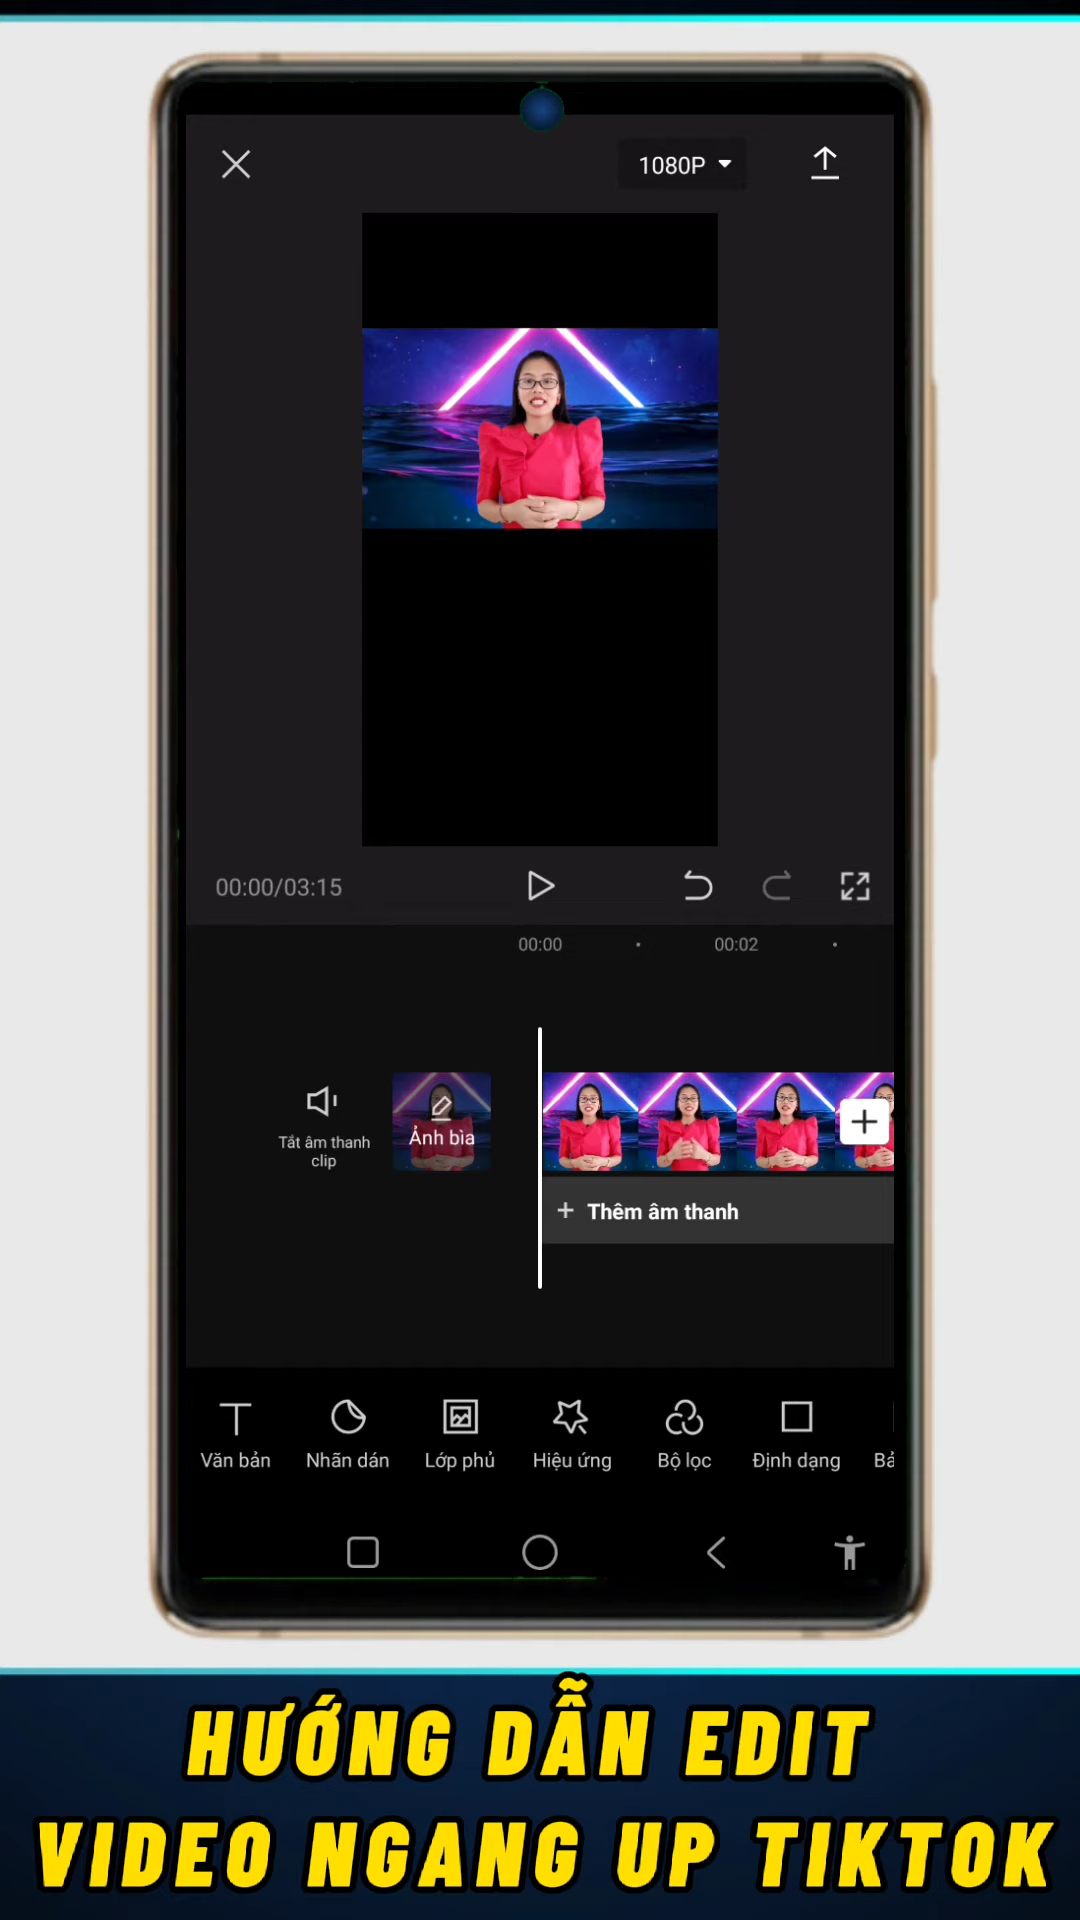 1080P
00:00/03:15
00:00
00:02
Tắt âm thanh
clip
Ảnh bìa
+ Thêm âm thanh
Văn bản
Nhãn dán
Lớp phủ
Hiệu ứng
Bộ lọc
Định dạng
HƯỚNG DẪN EDIT
VIDEO NGANG UP TIKTOK